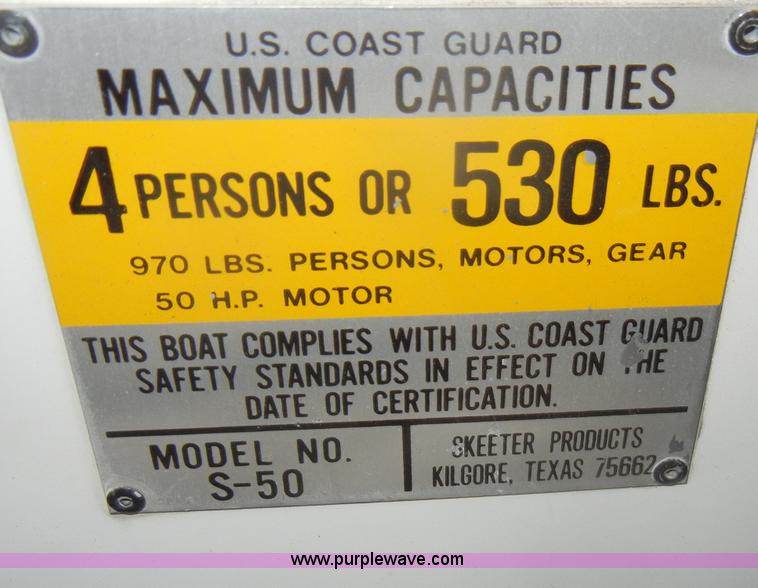 U.S. COAST GUARD
MAXIMUM CAPACITIES
4 PERSONS OR 530 LBS.
970 LBS. PERSONS, MOTORS, GEAR
50 H.P. MOTOR
THIS BOAT COMPLIES WITH U.S. COAST GUARD
SAFETY STANDARDS IN EFFECT ON THE
DATE OF CERTIFICATION.
MODEL NO.
S-50
SKEETER PRODUCTS
KILGORE, TEXAS 75662
www.purplewave.com